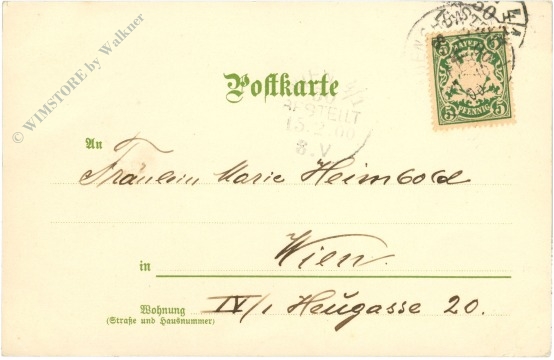 © WIMSTORE by Walkner
BAYERN
5 5
PFENNIG
Postkarte
BESTELLT
15.2.00
8.V
An
Fräulein Marie Heimbold
Wien.
in
Wohnung IV/1 Heugasse 20.
(Straße und Hausnummer)